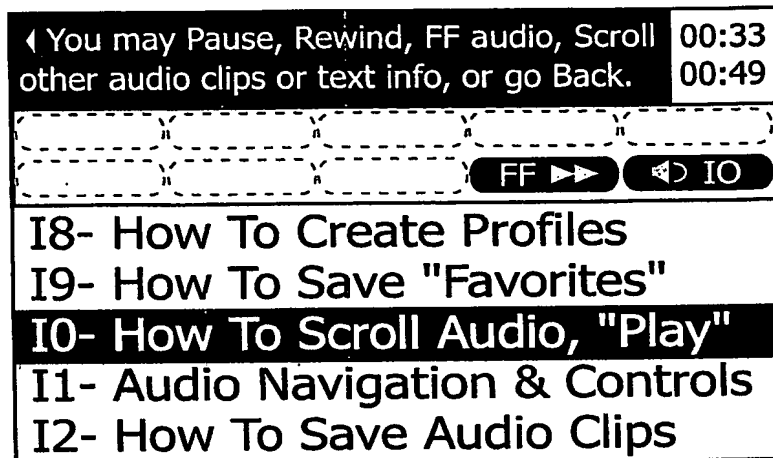 You may Pause, Rewind, FF audio, Scroll
other audio clips or text info, or go Back.
00:33
00:49
FF
IO
I8- How To Create Profiles
I9- How To Save "Favorites"
I0- How To Scroll Audio, "Play"
I1- Audio Navigation & Controls
I2- How To Save Audio Clips